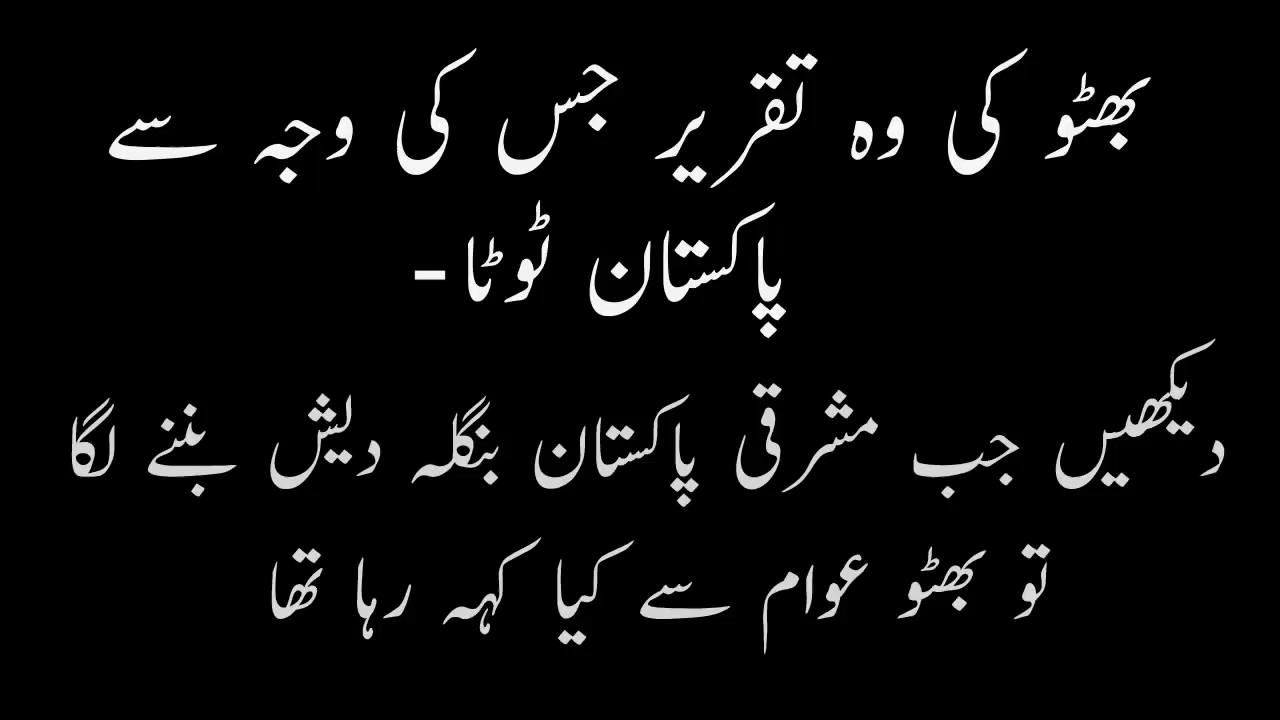 بھٹو کی وہ تقریر جس کی وجہ سے
پاکستان ٹوٹا-
دیکھیں جب مشرقی پاکستان بنگلہ دیش بننے لگا
تو بھٹو عوام سے کیا کہہ رہا تھا